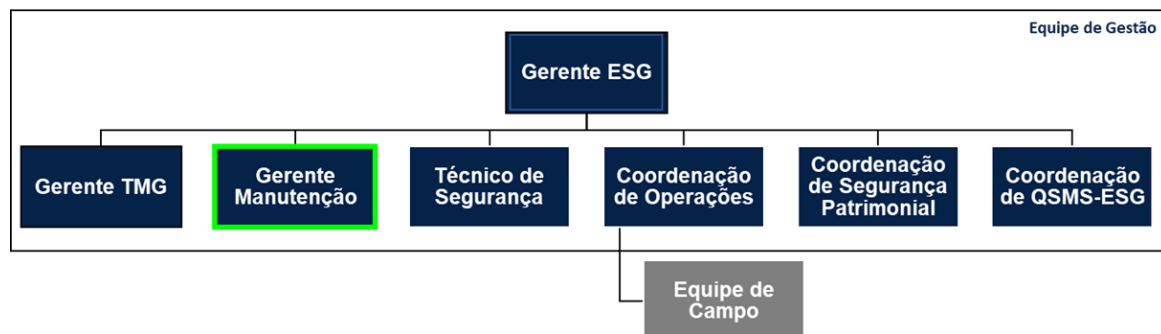 Equipe de Gestão
Gerente ESG
Gerente TMG
Gerente
Manutenção
Técnico de
Segurança
Coordenação
de Operações
Coordenação
de Segurança
Patrimonial
Coordenação
de QSMS-ESG
Equipe de
Campo